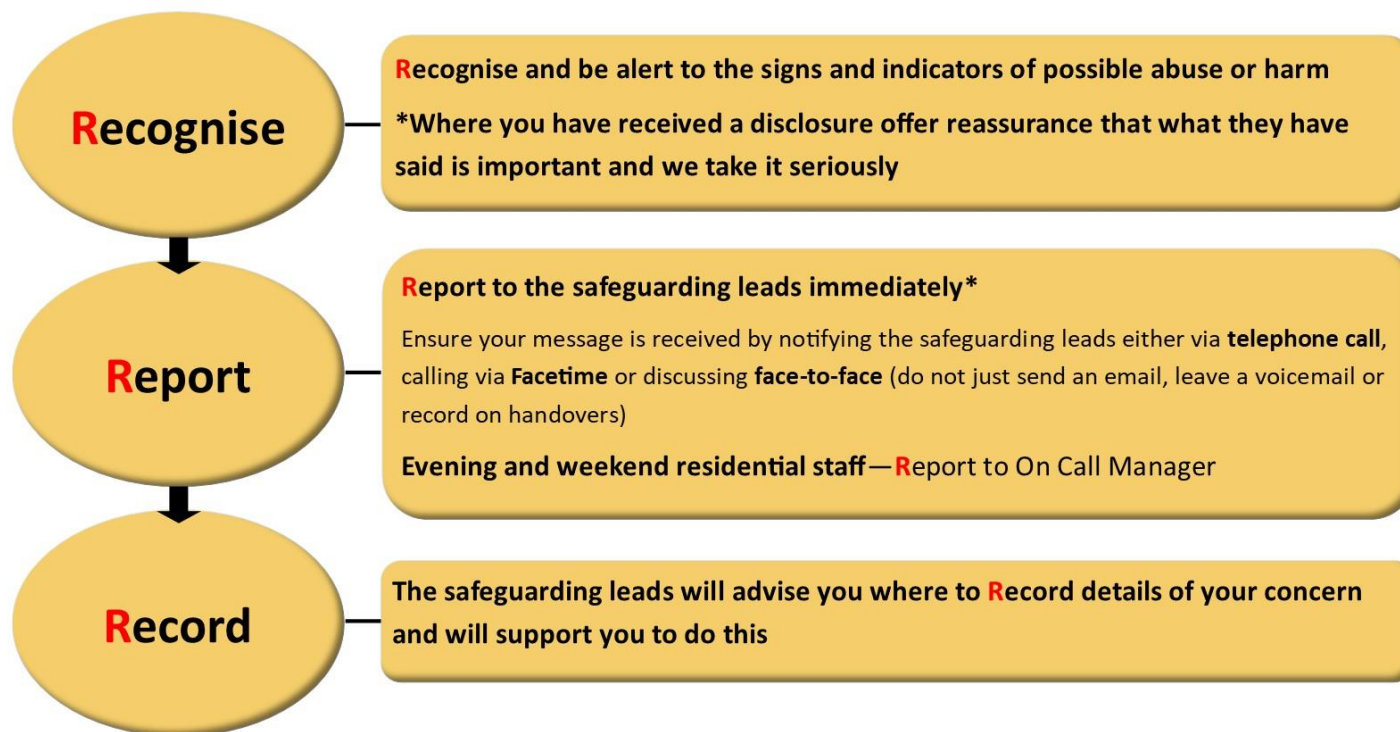 Recognise
Recognise and be alert to the signs and indicators of possible abuse or harm
*Where you have received a disclosure offer reassurance that what they have
said is important and we take it seriously
Report
Report to the safeguarding leads immediately*
Ensure your message is received by notifying the safeguarding leads either via telephone call,
calling via Facetime or discussing face-to-face (do not just send an email, leave a voicemail or
record on handovers)
Evening and weekend residential staff—Report to On Call Manager
Record
The safeguarding leads will advise you where to Record details of your concern
and will support you to do this